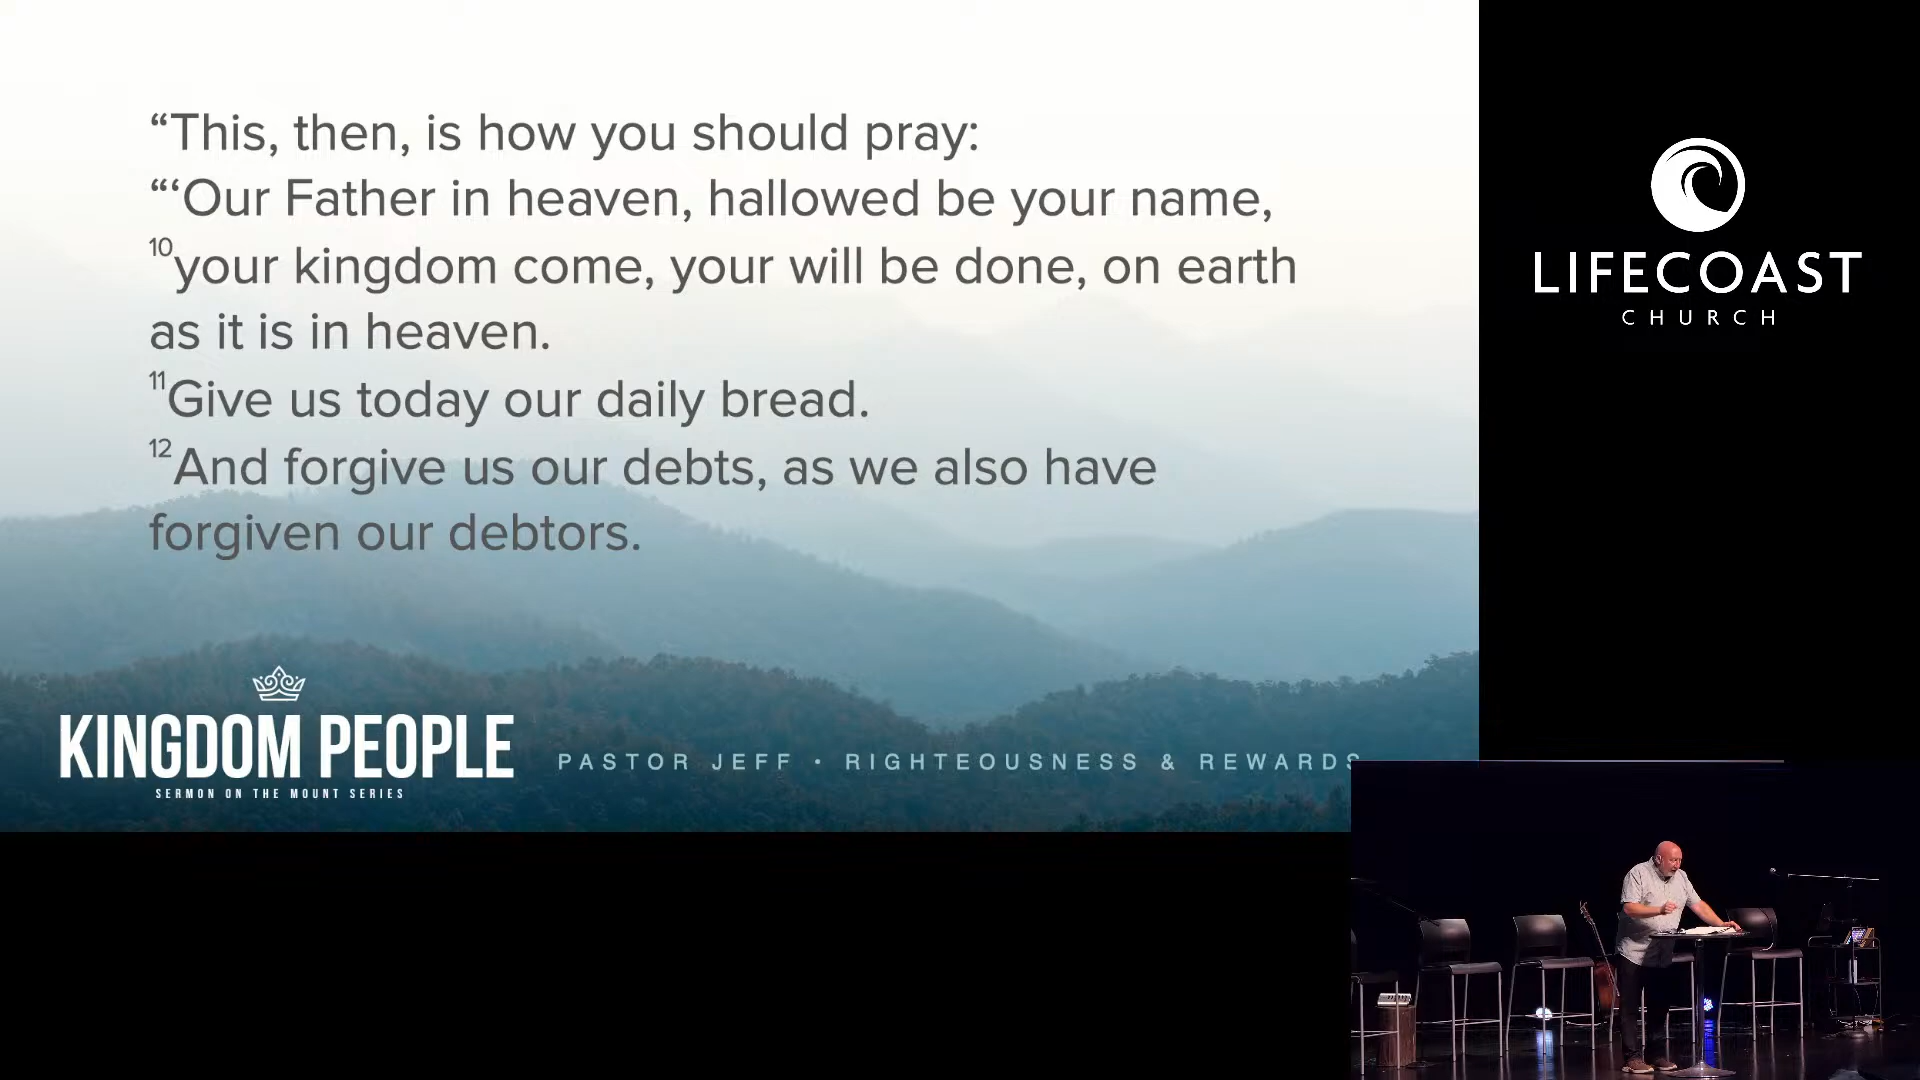 “This, then, is how you should pray:
“‘Our Father in heaven, hallowed be your name,
10your kingdom come, your will be done, on earth
as it is in heaven.
11Give us today our daily bread.
12And forgive us our debts, as we also have
forgiven our debtors.
KINGDOM PEOPLE
SERMON ON THE MOUNT SERIES
PASTOR JEFF • RIGHTEOUSNESS & REWARDS
LIFECOAST
CHURCH